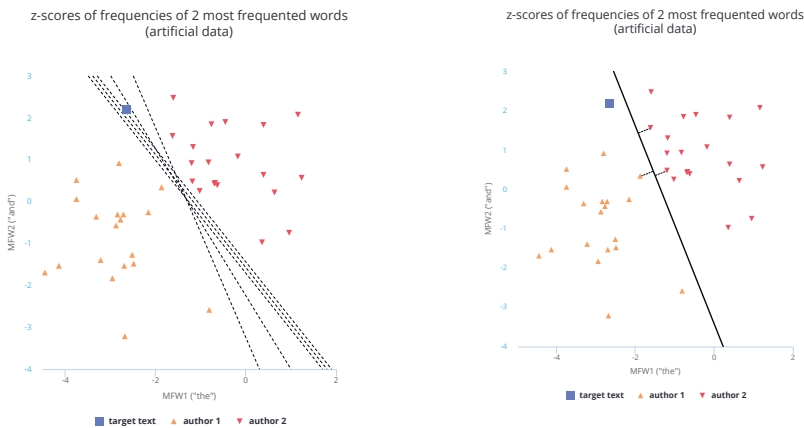 z-scores of frequencies of 2 most frequented words
(artificial data)
3
2
1
0
-1
-2
-3
-4
MFW2 ("and")
-4
-2
0
2
MFW1 ("the")
target text
author 1
author 2
z-scores of frequencies of 2 most frequented words
(artificial data)
3
2
1
0
-1
-2
-3
-4
MFW2 ("and")
-4
-2
0
2
MFW1 ("the")
target text
author 1
author 2